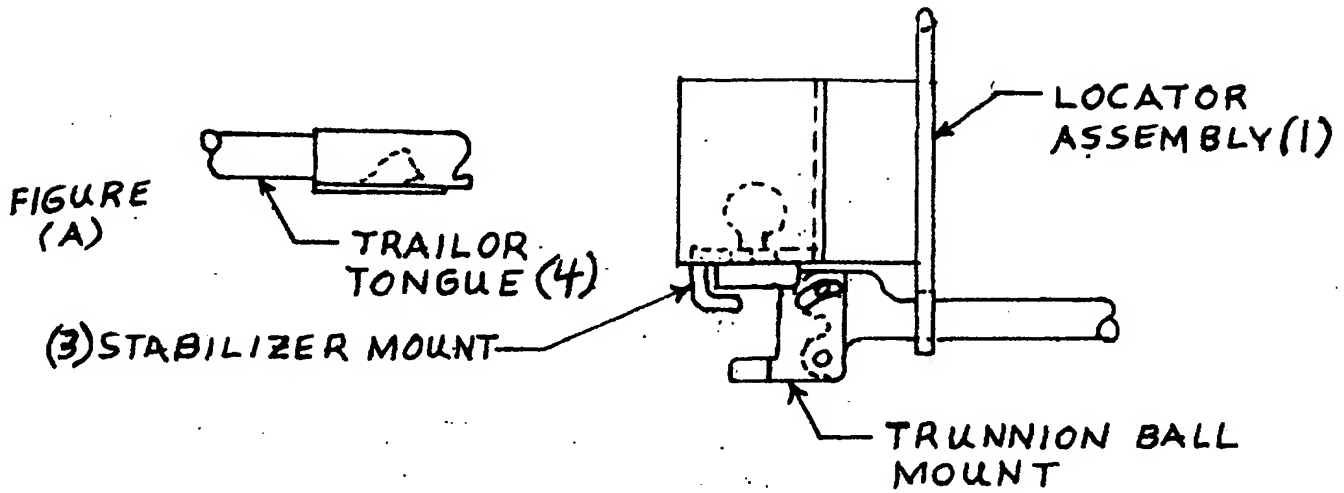 LOCATOR
ASSEMBLY(1)
FIGURE
(A)
TRAILOR
TONGUE(4)
(3)STABILIZER MOUNT
TRUNNION BALL
MOUNT